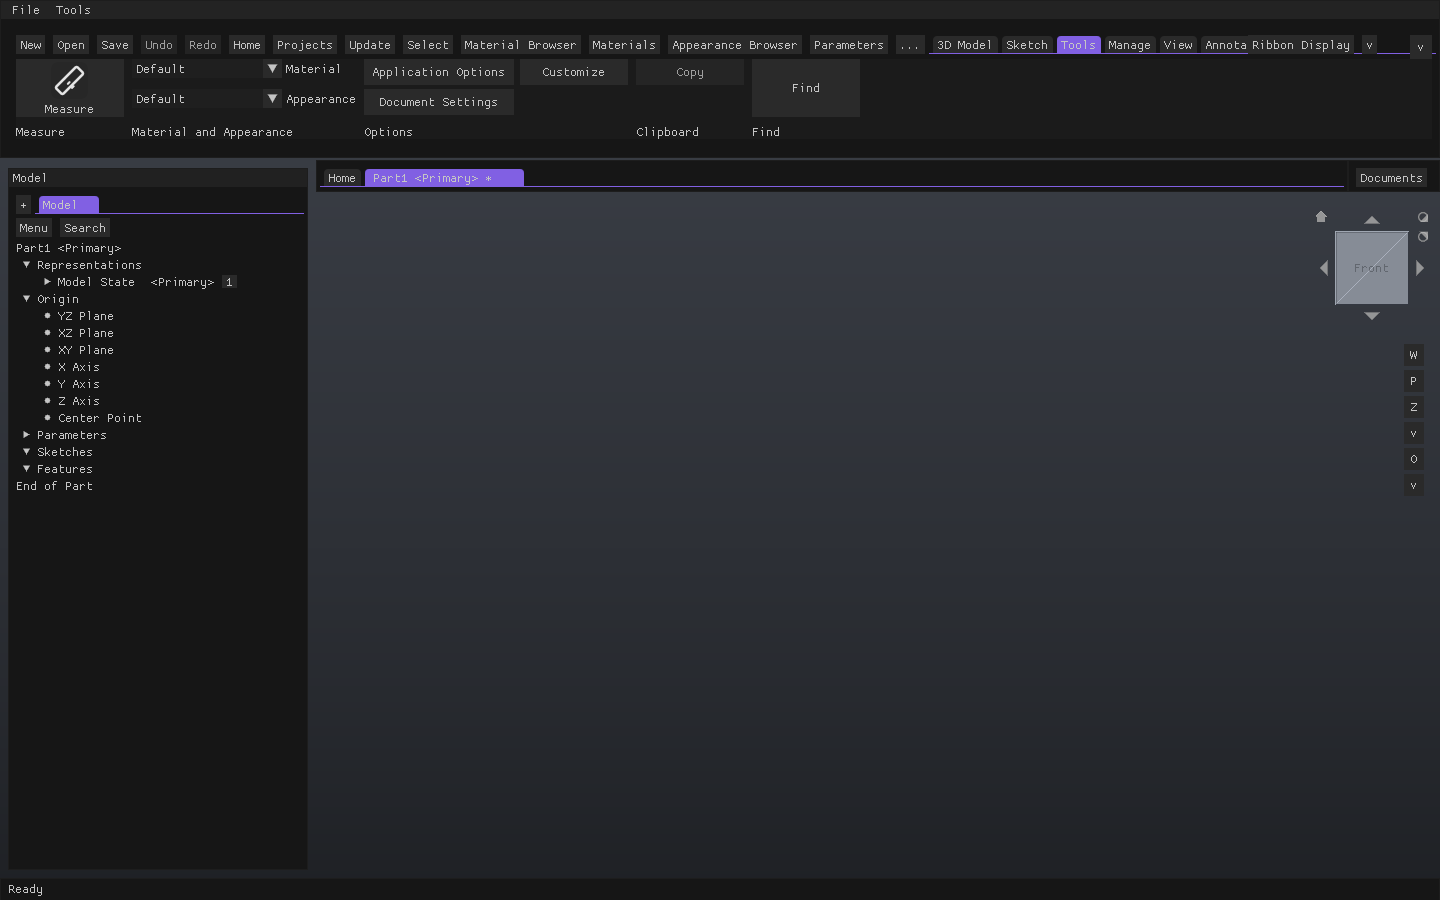 File Tools
New Open Save Undo Redo Home Projects Update Select Material Browser Materials Appearance Browser Parameters ... 3D Model Sketch Tools Manage View Annota Ribbon Display v v
Default Material Application Options Customize Copy Find
Default Appearance Document Settings
Measure
Measure Material and Appearance Options Clipboard Find
Model
Home Part1 <Primary> * Documents
+ Model
Menu Search
Part1 <Primary>
Representations
Model State <Primary> 1
Origin
YZ Plane
XZ Plane
XY Plane
X Axis
Y Axis
Z Axis
Center Point
Parameters
Sketches
Features
End of Part
Front
W
P
Z
v
O
v
Ready